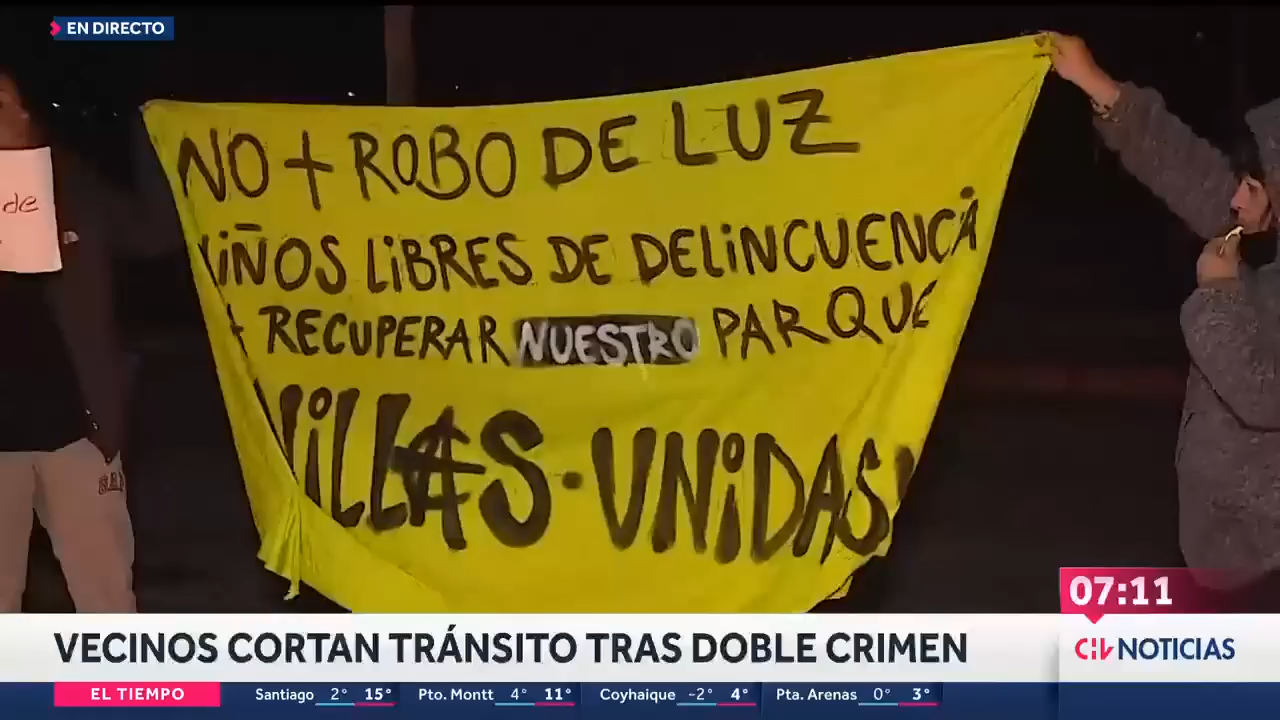 EN DIRECTO
NO + ROBO DE LUZ
de
NIÑOS LIBRES DE DELINCUENCA
+ RECUPERAR NUESTRO PARQUE
VILLAS · UNIDAS
07:11
VECINOS CORTAN TRÁNSITO TRAS DOBLE CRIMEN
CHV NOTICIAS
EL TIEMPO Santiago 2° 15° Pto. Montt 4° 11° Coyhaique -2° 4° Pta. Arenas 0° 3°